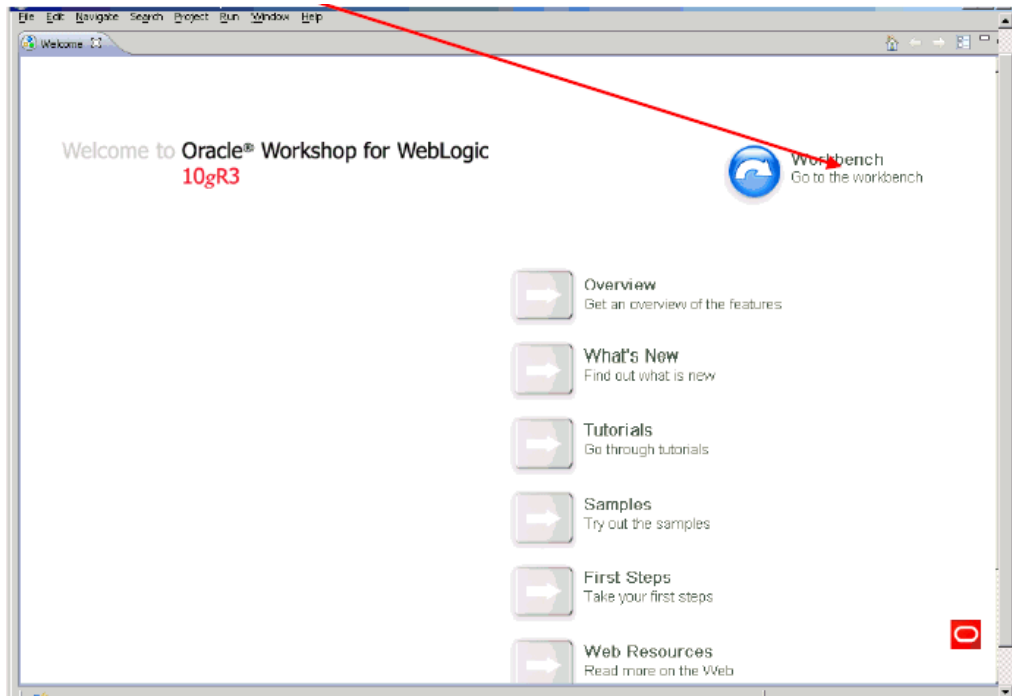 File Edit Navigate Search Project Run Window Help
Welcome
Welcome to Oracle® Workshop for WebLogic
10gR3
Workbench
Go to the workbench
Overview
Get an overview of the features
What's New
Find out what is new
Tutorials
Go through tutorials
Samples
Try out the samples
First Steps
Take your first steps
Web Resources
Read more on the Web